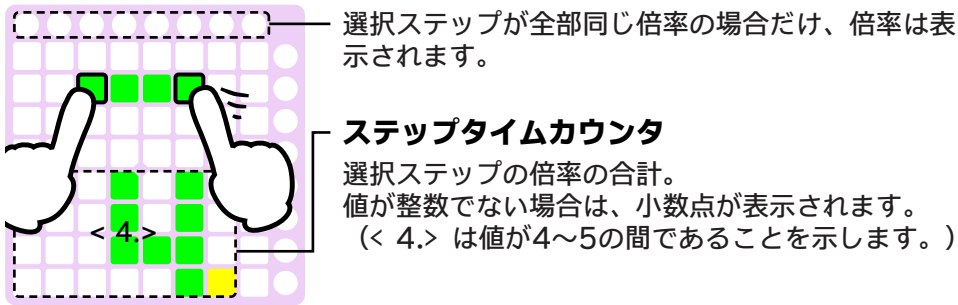 選択ステップが全部同じ倍率の場合だけ、倍率は表
示されます。
ステップタイムカウンタ
選択ステップの倍率の合計。
値が整数でない場合は、小数点が表示されます。
（< 4.> は値が4～5の間であることを示します。）
< 4.>